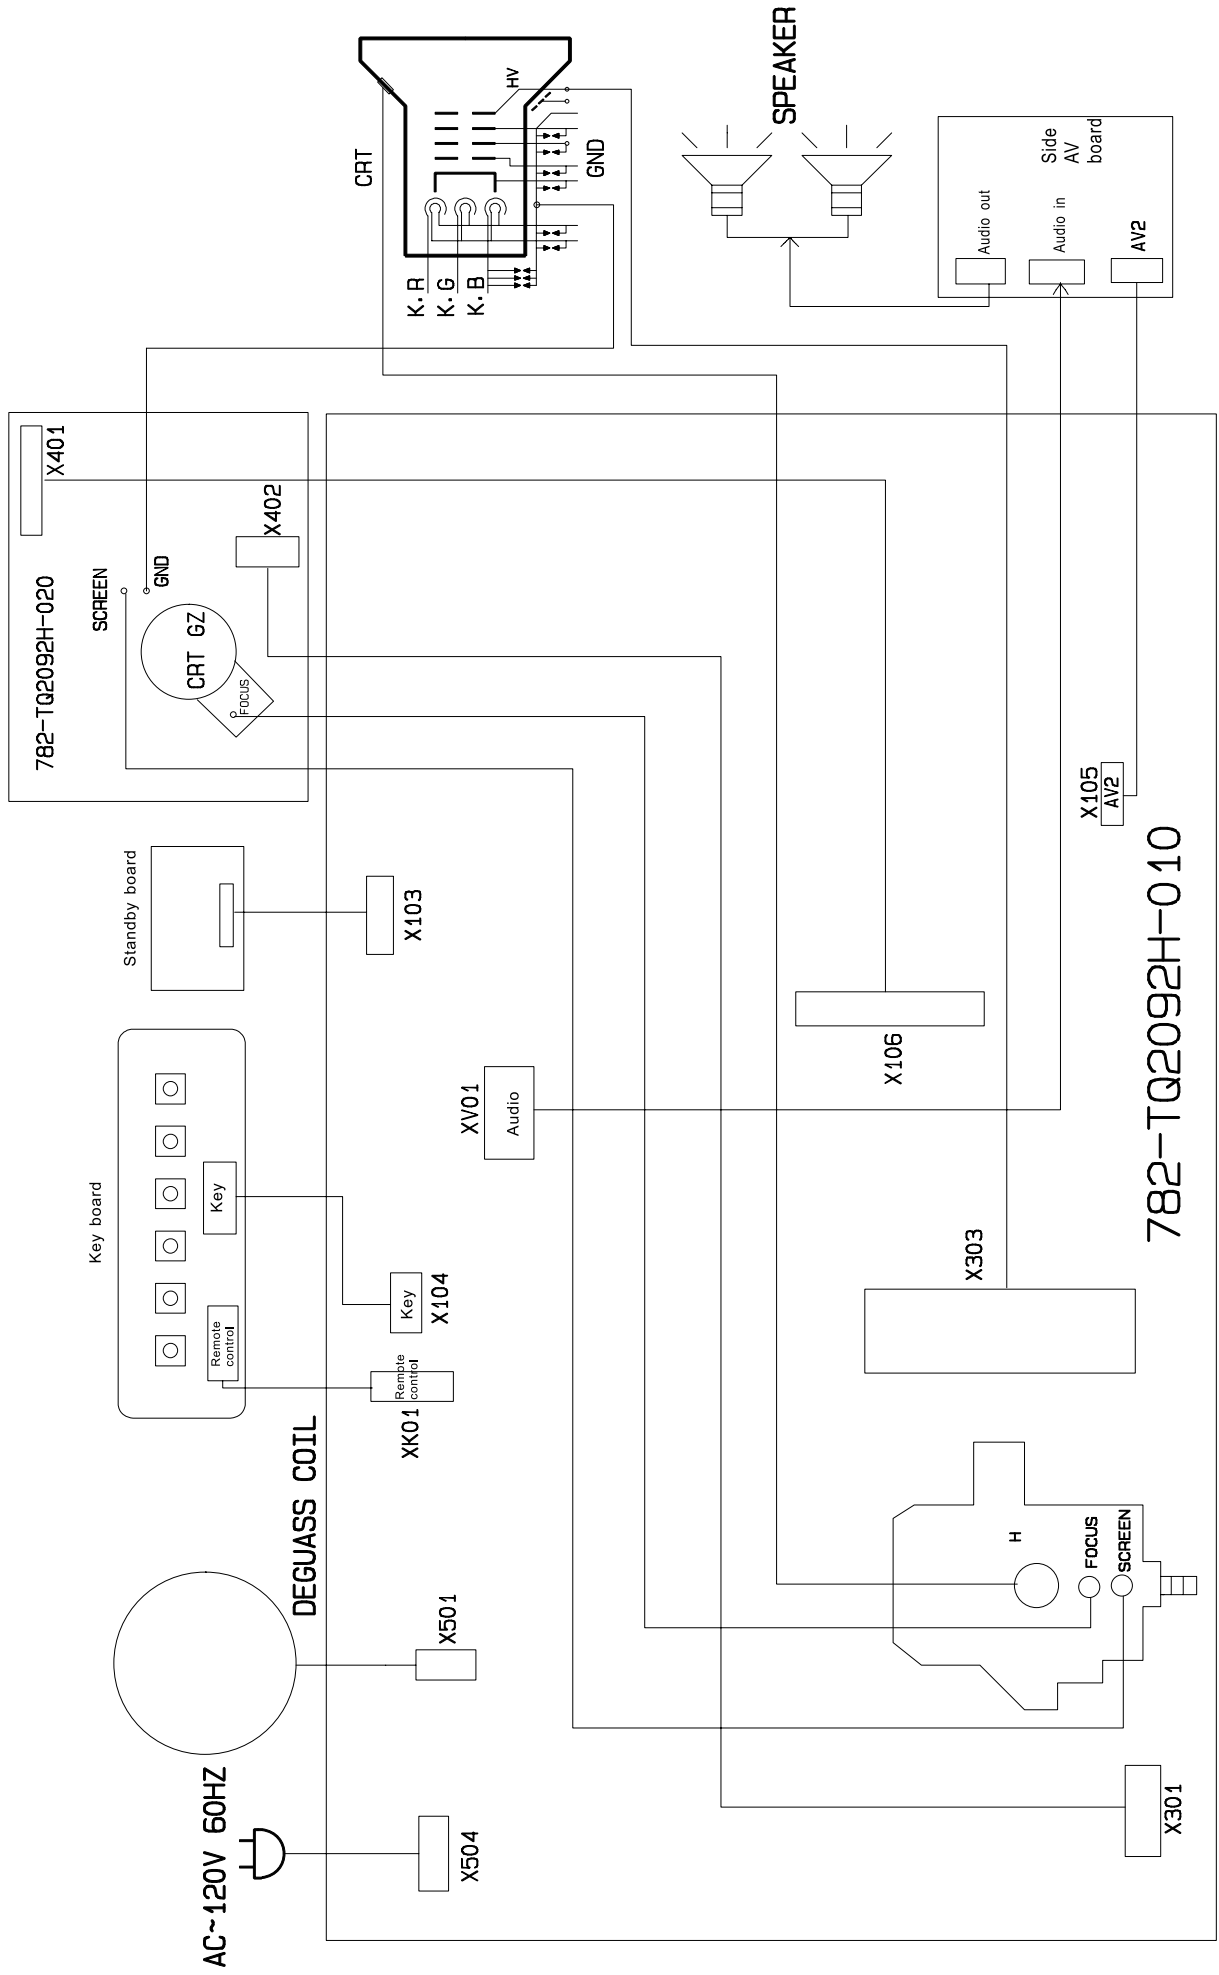 AC~120V 60HZ
X504
DEGUASS COIL
X501
Key board
Remote
control
Key
Remote
control
XK01
Key
X104
Standby board
X103
782-TQ2092H-020
SCREEN
GND
CRT GZ
FOCUS
X401
X402
CRT
HV
GND
K.R
K.G
K.B
SPEAKER
Audio out
Audio in
AV2
Side
AV
board
XV01
Audio
X106
X105
AV2
X303
H
FOCUS
SCREEN
X301
782-TQ2092H-010